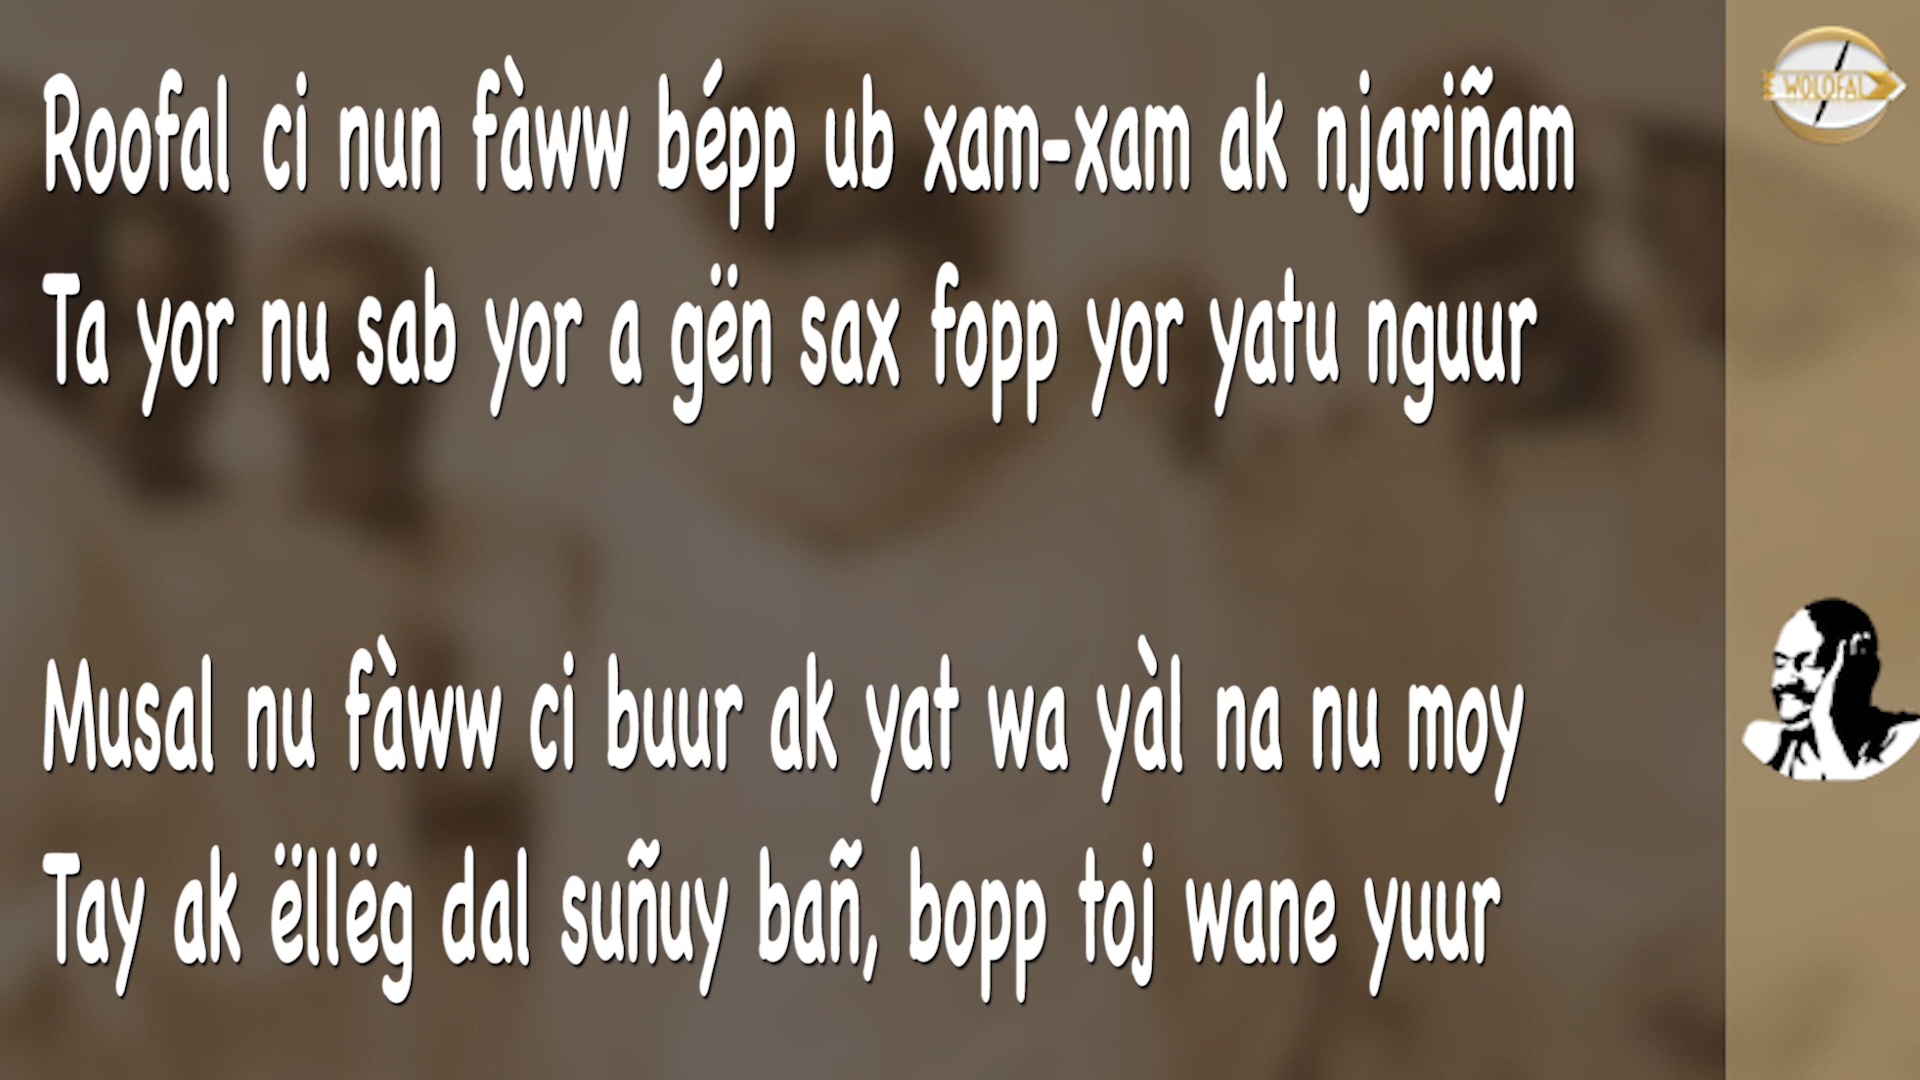 Roofal ci nun fàww bépp ub xam-xam ak njariñam
Ta yor nu sab yor a gën sax fopp yor yatu nguur
Musal nu fàww ci buur ak yat wa yàl na nu moy
Tay ak ëllëg dal suñuy bañ, bopp toj wane yuur
WOLOFAL